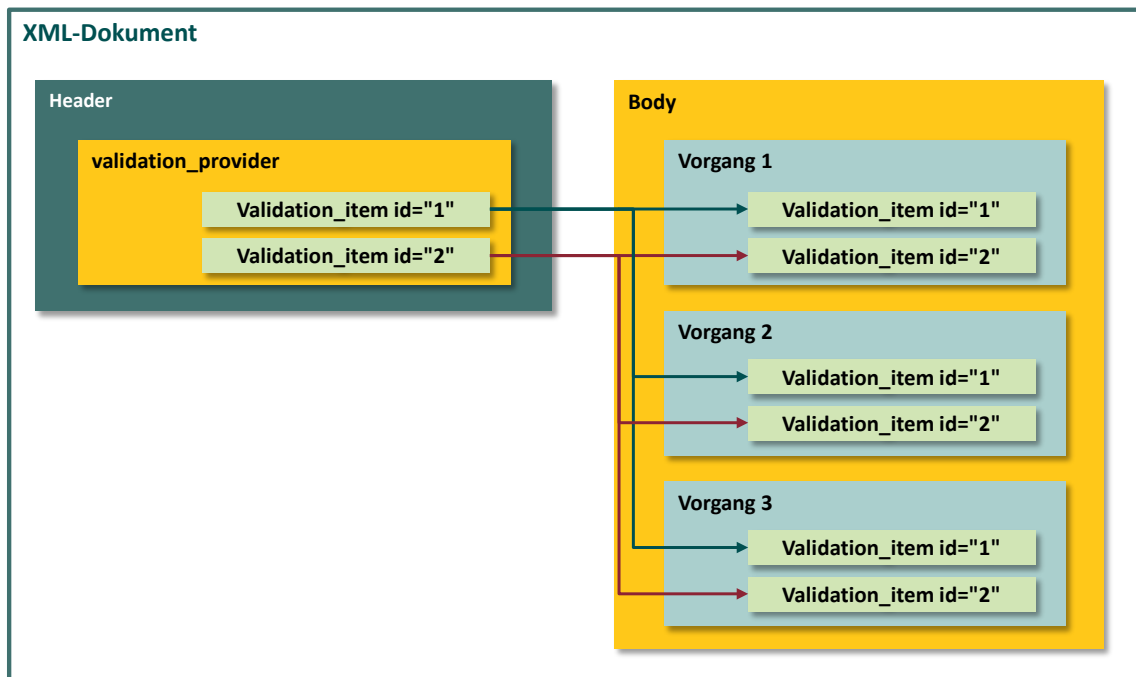 XML-Dokument
Header
validation_provider
Validation_item id="1"
Validation_item id="2"
Body
Vorgang 1
Validation_item id="1"
Validation_item id="2"
Vorgang 2
Validation_item id="1"
Validation_item id="2"
Vorgang 3
Validation_item id="1"
Validation_item id="2"